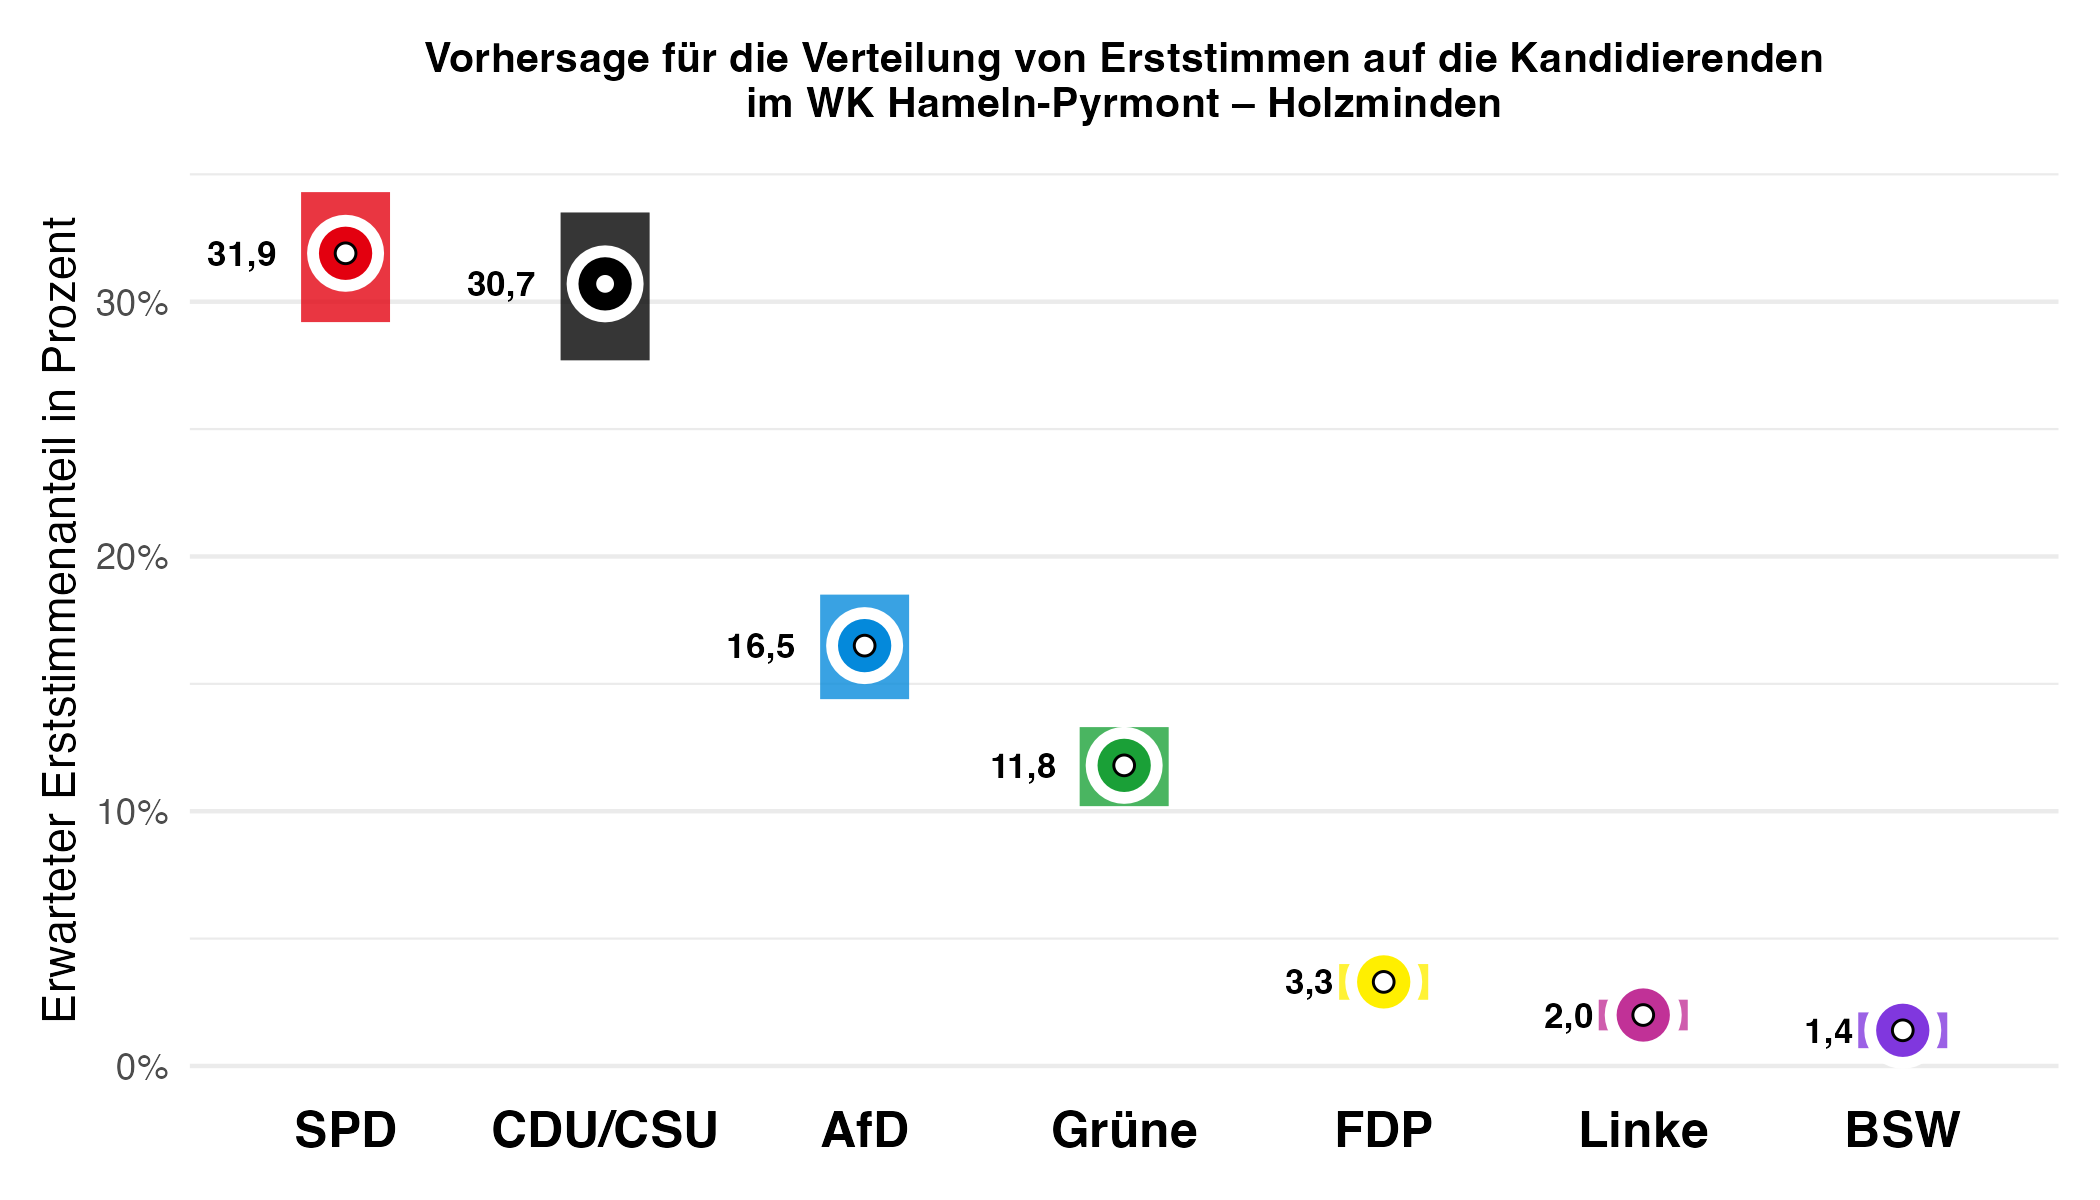 Vorhersage für die Verteilung von Erststimmen auf die Kandidierenden
im WK Hameln-Pyrmont – Holzminden
Erwarteter Erststimmenanteil in Prozent
30%
20%
10%
0%
31,9
30,7
16,5
11,8
3,3
2,0
1,4
SPD
CDU/CSU
AfD
Grüne
FDP
Linke
BSW